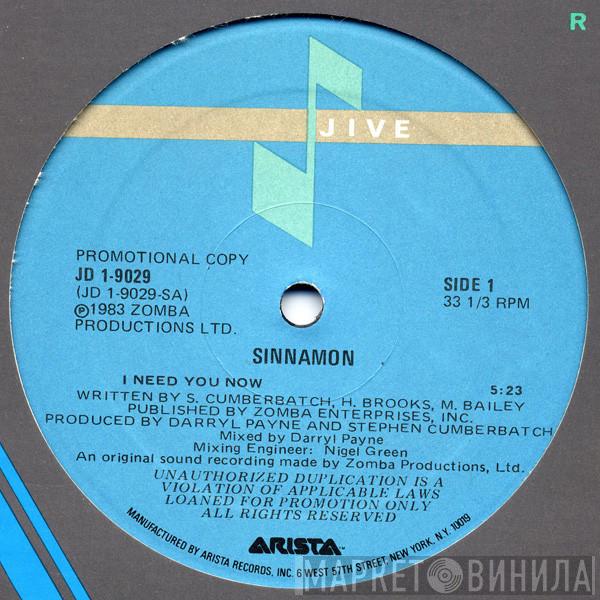 R
JIVE
PROMOTIONAL COPY
JD 1-9029
(JD 1-9029-SA)
Ⓟ1983 ZOMBA
PRODUCTIONS LTD.
SIDE 1
33 1/3 RPM
SINNAMON
I NEED YOU NOW 5:23
WRITTEN BY S. CUMBERBATCH, H. BROOKS, M. BAILEY
PUBLISHED BY ZOMBA ENTERPRISES, INC.
PRODUCED BY DARRYL PAYNE AND STEPHEN CUMBERBATCH
Mixed by Darryl Payne
Mixing Engineer: Nigel Green
An original sound recording made by Zomba Productions, Ltd.
UNAUTHORIZED DUPLICATION IS A
VIOLATION OF APPLICABLE LAWS
LOANED FOR PROMOTION ONLY
ALL RIGHTS RESERVED
ARISTA™
MANUFACTURED BY ARISTA RECORDS, INC. 6 WEST 57TH STREET, NEW YORK, N.Y. 10019
МАРКЕТ ВИНИЛА